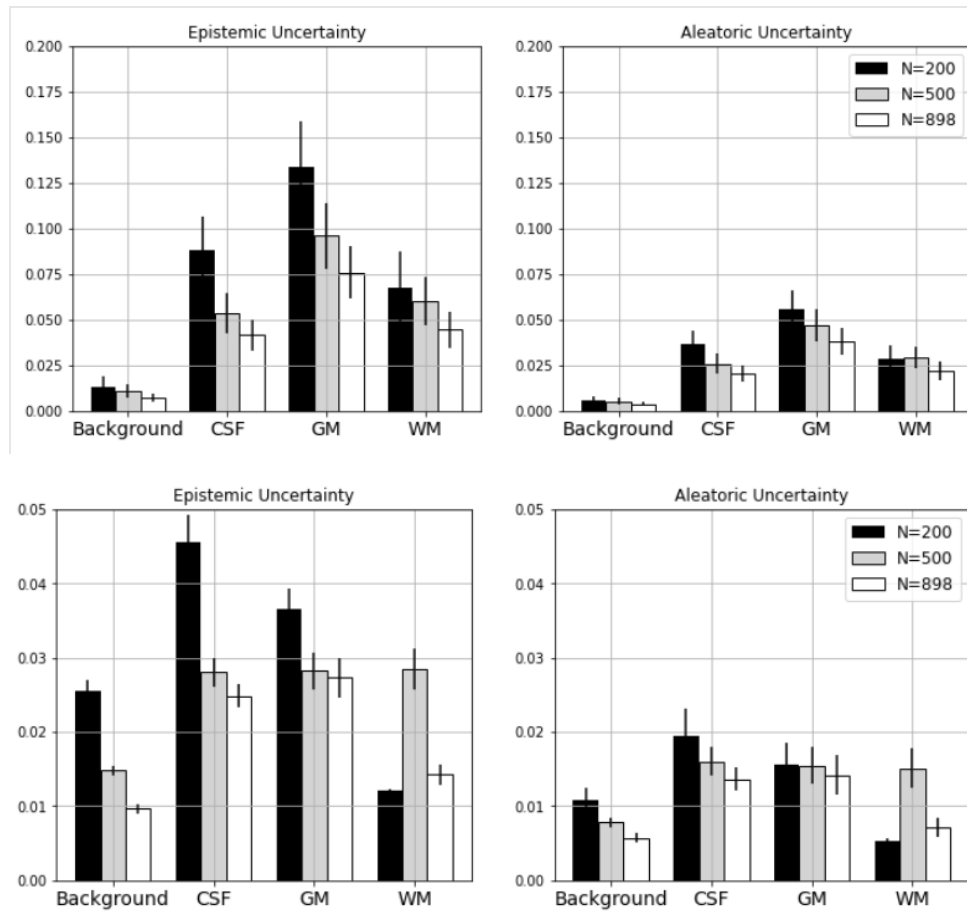 Epistemic Uncertainty
0.200
0.175
0.150
0.125
0.100
0.075
0.050
0.025
0.000
Background CSF GM WM
Aleatoric Uncertainty
0.200
0.175
0.150
0.125
0.100
0.075
0.050
0.025
0.000
N=200
N=500
N=898
Background CSF GM WM
Epistemic Uncertainty
0.05
0.04
0.03
0.02
0.01
0.00
Background CSF GM WM
Aleatoric Uncertainty
0.05
0.04
0.03
0.02
0.01
0.00
N=200
N=500
N=898
Background CSF GM WM